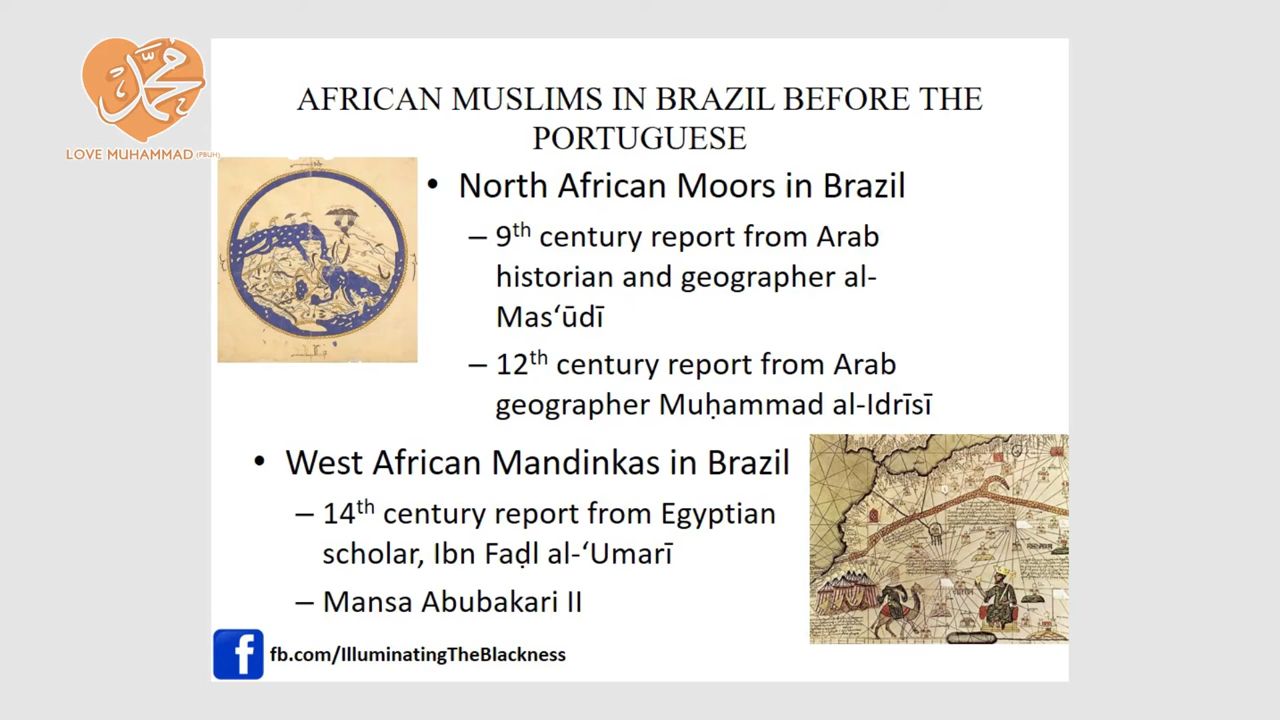 محمد
LOVE MUHAMMAD (PBUH)
AFRICAN MUSLIMS IN BRAZIL BEFORE THE
PORTUGUESE
• North African Moors in Brazil
– 9th century report from Arab
historian and geographer al-
Mas‘ūdī
– 12th century report from Arab
geographer Muḥammad al-Idrīsī
• West African Mandinkas in Brazil
– 14th century report from Egyptian
scholar, Ibn Faḍl al-‘Umarī
– Mansa Abubakari II
f
fb.com/IlluminatingTheBlackness